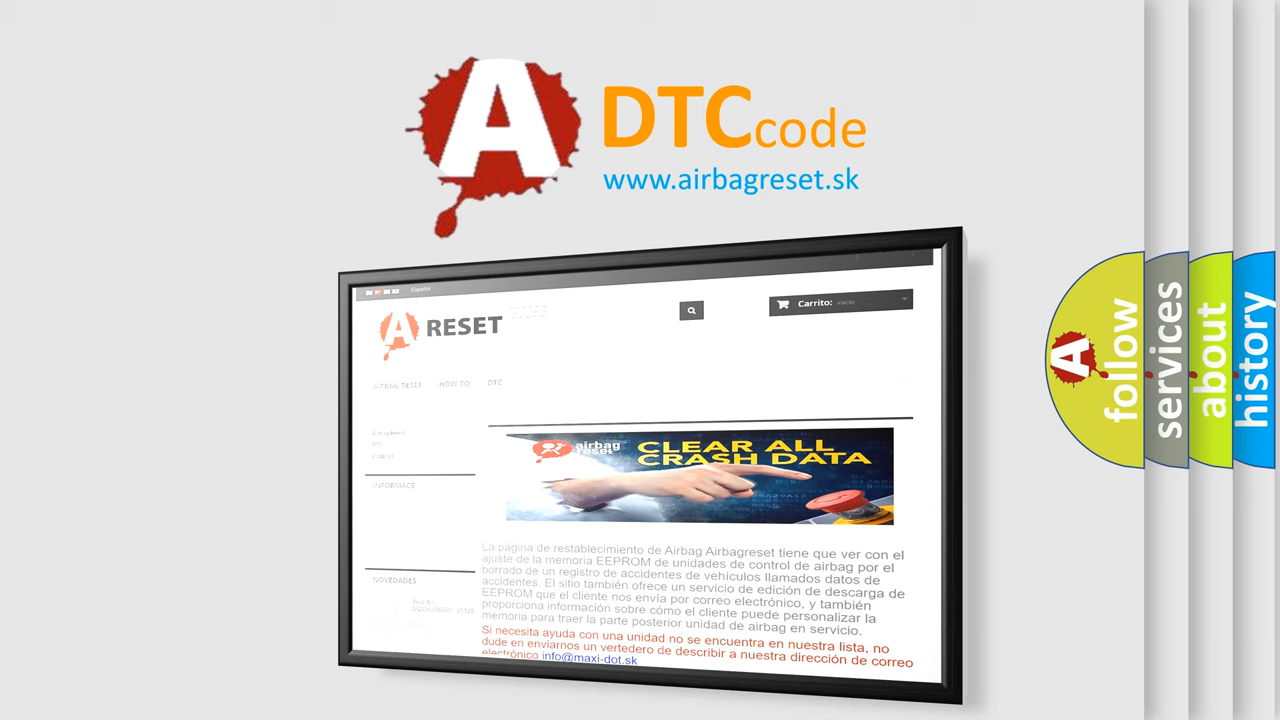 A
DTC code
www.airbagreset.sk
Español
A RESET
Carrito: vacío
AIRBAG RESET HOW TO DTC
INFORMACE
NOVEDADES
airbag
reset
CLEAR ALL
CRASH DATA
La página de restablecimiento de Airbag Airbagreset tiene que ver con el
ajuste de la memoria EEPROM de unidades de control de airbag por el
borrado de un registro de accidentes de vehículos llamados datos de
accidentes. El sitio también ofrece un servicio de edición de descarga de
EEPROM que el cliente nos envía por correo electrónico, y también
proporciona información sobre cómo el cliente puede personalizar la
memoria para traer la parte posterior unidad de airbag en servicio.
Si necesita ayuda con una unidad no se encuentra en nuestra lista, no
dude en enviarnos un vertedero de describir a nuestra dirección de correo
electrónico info@maxi-dot.sk
A
follow
services
about
history